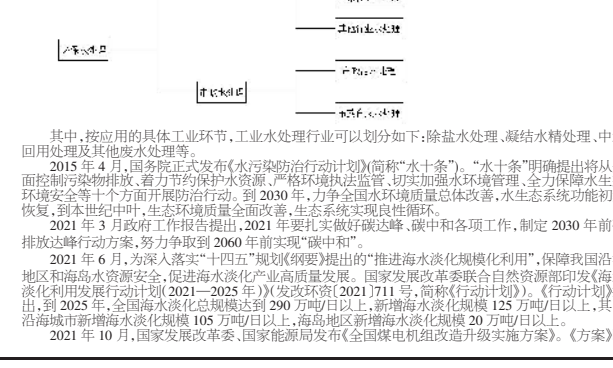 其中,按应用的具体工业环节,工业水处理行业可以划分如下:除盐水处理、凝结水精处理、中
回用处理及其他废水处理等。
2015 年 4 月,国务院正式发布《水污染防治行动计划》(简称“水十条”)。“水十条”明确提出将从
面控制污染物排放、着力节约保护水资源、严格环境执法监管、切实加强水环境管理、全力保障水生
环境安全等十个方面开展防治行动。到 2030 年,力争全国水环境质量总体改善,水生态系统功能初
恢复,到本世纪中叶,生态环境质量全面改善,生态系统实现良性循环。
2021 年 3 月政府工作报告提出,2021 年要扎实做好碳达峰、碳中和各项工作,制定 2030 年前
排放达峰行动方案,努力争取到 2060 前实现“碳中和”。
2021 年 6 月,为深入落实“十四五”规划《纲要》提出的“推进海水淡化规模化利用”,保障我国沿
地区和海岛水资源安全,促进海水淡化产业高质量发展。国家发展改革委联合自然资源部印发《海
淡化利用发展行动计划(2021—2025 年)》(发改环资[2021]711 号,简称《行动计划》)。《行动计划》
出,到 2025 年,全国海水淡化总规模达到 290 万吨/日以上,新增海水淡化规模 125 万吨/日以上,其
沿海城市新增海水淡化规模 105 万吨/日以上,海岛地区新增海水淡化规模 20 万吨/日以上。
2021 年 10 月,国家发展改革委、国家能源局发布《全国煤电机组改造升级实施方案》。《方案》